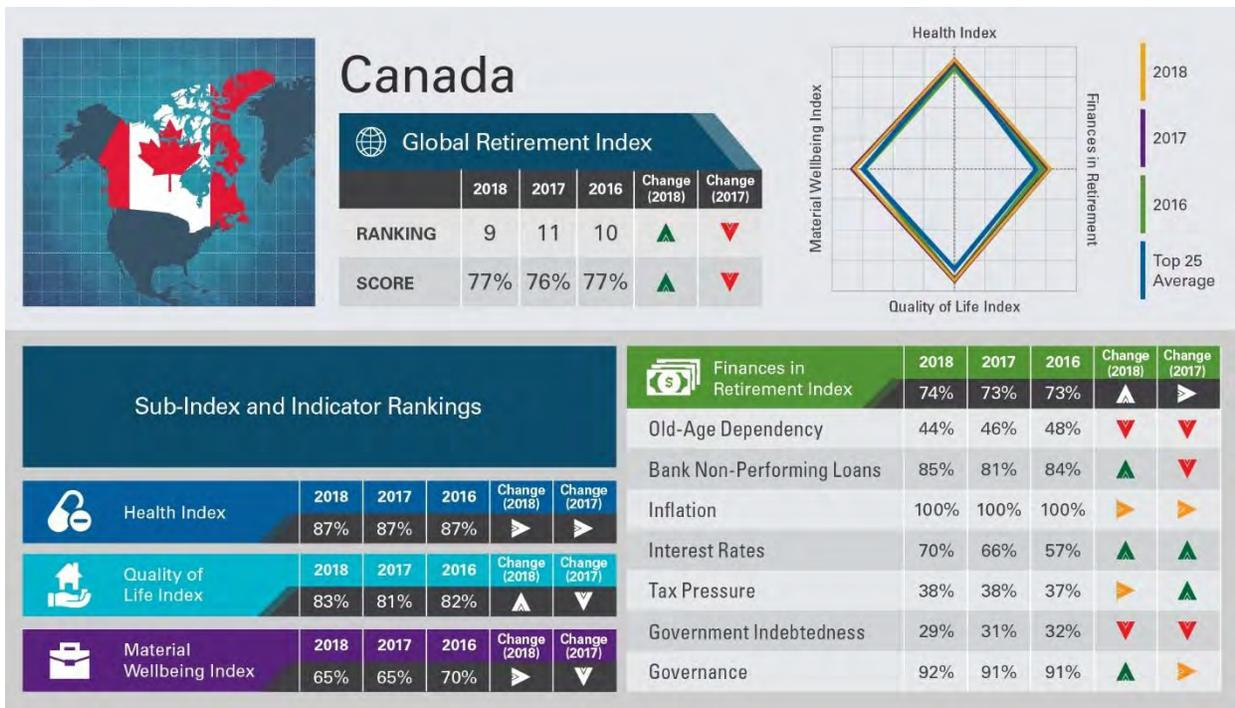 Canada
Global Retirement Index
2018 2017 2016 Change (2018) Change (2017)
RANKING 9 11 10
SCORE 77% 76% 77%
Health Index
Material Wellbeing Index
Finances in Retirement
Quality of Life Index
2018
2017
2016
Top 25
Average
Sub-Index and Indicator Rankings
Health Index
2018 2017 2016 Change (2018) Change (2017)
87% 87% 87%
Quality of
Life Index
2018 2017 2016 Change (2018) Change (2017)
83% 81% 82%
Material
Wellbeing Index
2018 2017 2016 Change (2018) Change (2017)
65% 65% 70%
$
Finances in
Retirement Index
2018 2017 2016 Change (2018) Change (2017)
74% 73% 73%
Old-Age Dependency 44% 46% 48%
Bank Non-Performing Loans 85% 81% 84%
Inflation 100% 100% 100%
Interest Rates 70% 66% 57%
Tax Pressure 38% 38% 37%
Government Indebtedness 29% 31% 32%
Governance 92% 91% 91%